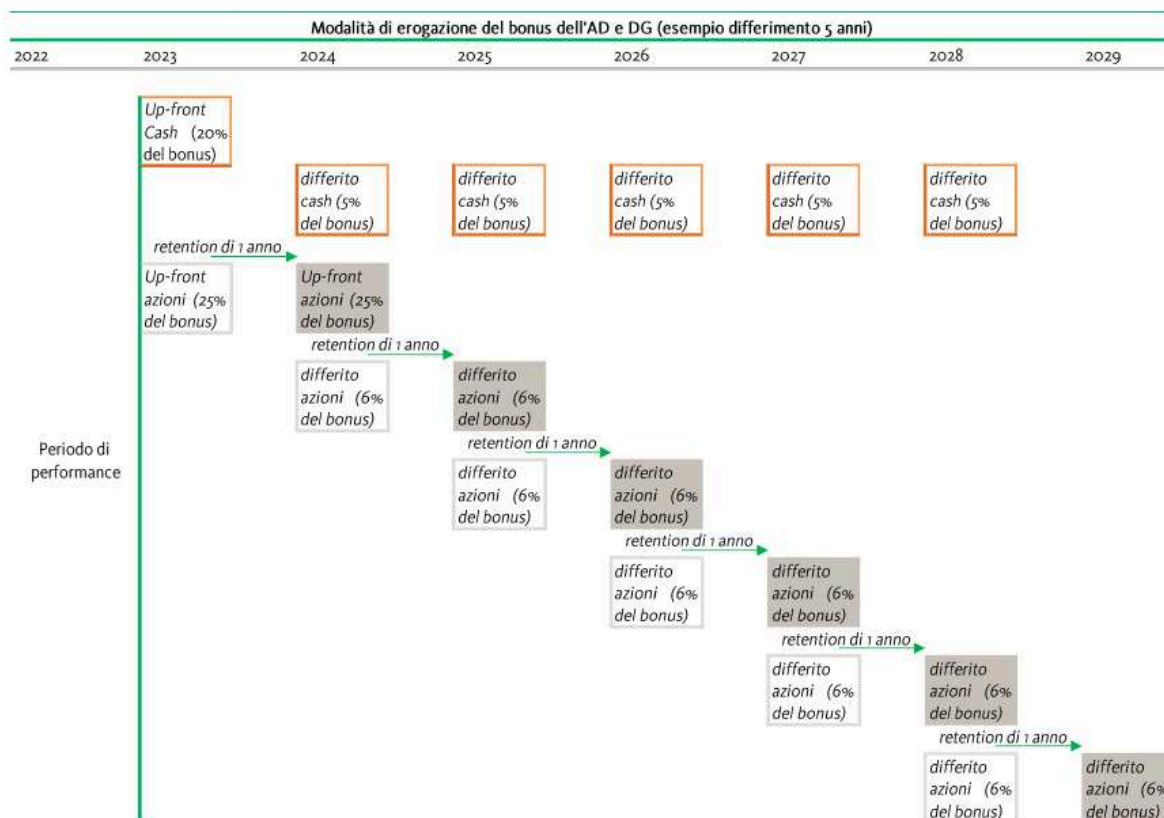 Modalità di erogazione del bonus dell'AD e DG (esempio differimento 5 anni)
2022 2023 2024 2025 2026 2027 2028 2029
Up-front
Cash (20%
del bonus)
differito
cash (5%
del bonus)
differito
cash (5%
del bonus)
differito
cash (5%
del bonus)
differito
cash (5%
del bonus)
differito
cash (5%
del bonus)
retention di 1 anno
Up-front
azioni (25%
del bonus)
Up-front
azioni (25%
del bonus)
retention di 1 anno
differito
azioni (6%
del bonus)
differito
azioni (6%
del bonus)
retention di 1 anno
Periodo di
performance
differito
azioni (6%
del bonus)
differito
azioni (6%
del bonus)
retention di 1 anno
differito
azioni (6%
del bonus)
differito
azioni (6%
del bonus)
retention di 1 anno
differito
azioni (6%
del bonus)
differito
azioni (6%
del bonus)
retention di 1 anno
differito
azioni (6%
del bonus)
differito
azioni (6%
del bonus)